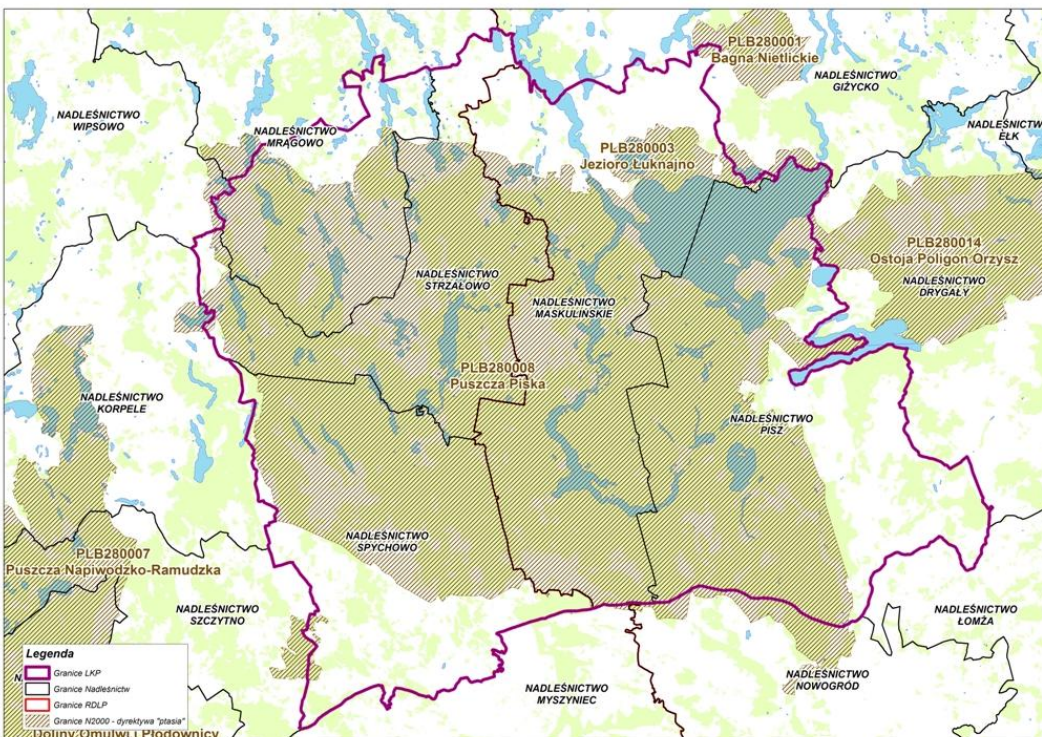 PLB280001
Bagna Nietlickie
NADLEŚNICTWO
GIŻYCKO
NADLEŚNICTWO
WIPSOWO
NADLEŚNICTWO
MRĄGOWO
NADLEŚNICTW
EŁK
PLB280003
Jezioro Łuknajno
PLB280014
Ostoja Poligon Orzysz
NADLEŚNICTWO
DRYGAŁY
NADLEŚNICTWO
STRZAŁOWO
NADLEŚNICTWO
MASKULIŃSKIE
PLB280008
Puszcza Piska
NADLEŚNICTWO
KORPELE
NADLEŚNICTWO
PISZ
NADLEŚNICTWO
SPYCHOWO
PLB280007
Puszcza Napiwodzko-Ramudzka
NADLEŚNICTWO
SZCZYTNO
NADLEŚNICTWO
ŁOMŻA
NADLEŚNICTWO
NOWOGRÓD
NADLEŚNICTWO
MYSZYNIEC
Legenda
Granice LKP
Granice Nadleśnictw
Granice RDLP
Granice N2000 - dyrektywa "ptasia"
Doliny Omulwi i Płodownicy